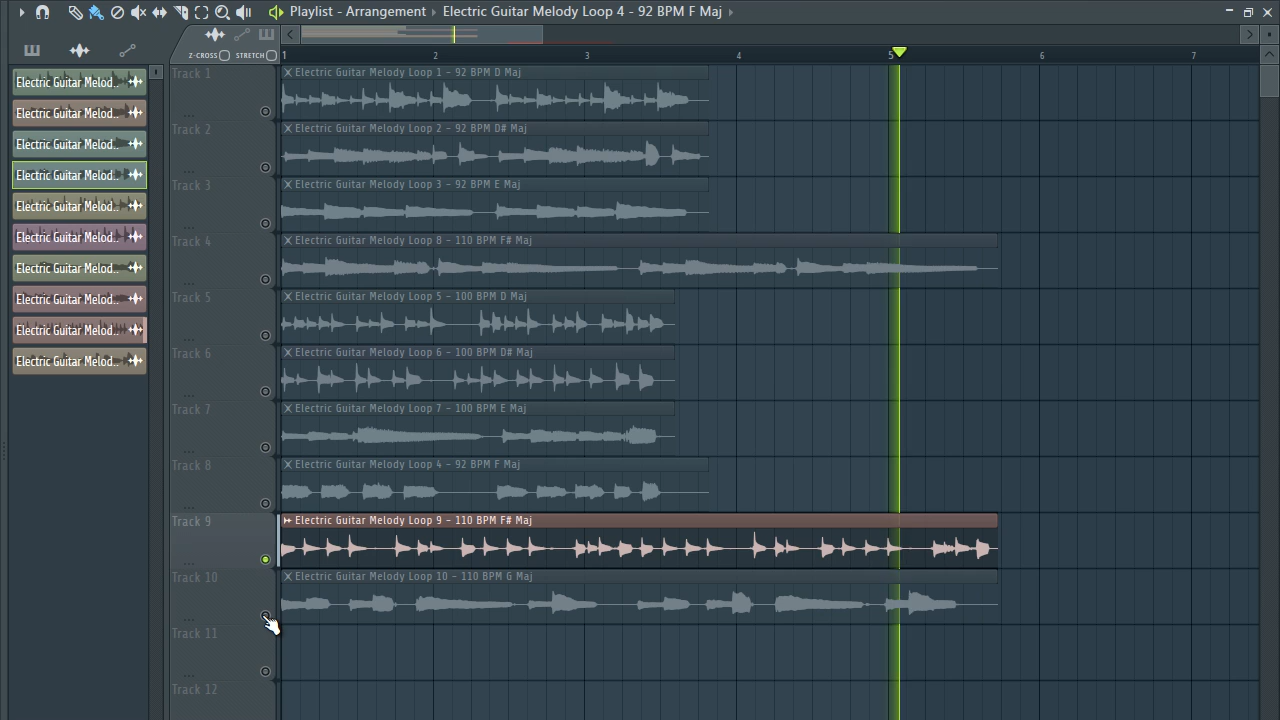 Playlist - Arrangement › Electric Guitar Melody Loop 4 - 92 BPM F Maj ›
Z-CROSS STRETCH
1 2 3 4 5 6 7
Electric Guitar Melod..
Electric Guitar Melod..
Electric Guitar Melod..
Electric Guitar Melod..
Electric Guitar Melod..
Electric Guitar Melod..
Electric Guitar Melod..
Electric Guitar Melod..
Electric Guitar Melod..
Electric Guitar Melod..
Track 1
Electric Guitar Melody Loop 1 - 92 BPM D Maj
Track 2
Electric Guitar Melody Loop 2 - 92 BPM D# Maj
Track 3
Electric Guitar Melody Loop 3 - 92 BPM E Maj
Track 4
Electric Guitar Melody Loop 8 - 110 BPM F# Maj
Track 5
Electric Guitar Melody Loop 5 - 100 BPM D Maj
Track 6
Electric Guitar Melody Loop 6 - 100 BPM D# Maj
Track 7
Electric Guitar Melody Loop 7 - 100 BPM E Maj
Track 8
Electric Guitar Melody Loop 4 - 92 BPM F Maj
Track 9
Electric Guitar Melody Loop 9 - 110 BPM F# Maj
Track 10
Electric Guitar Melody Loop 10 - 110 BPM G Maj
Track 11
Track 12